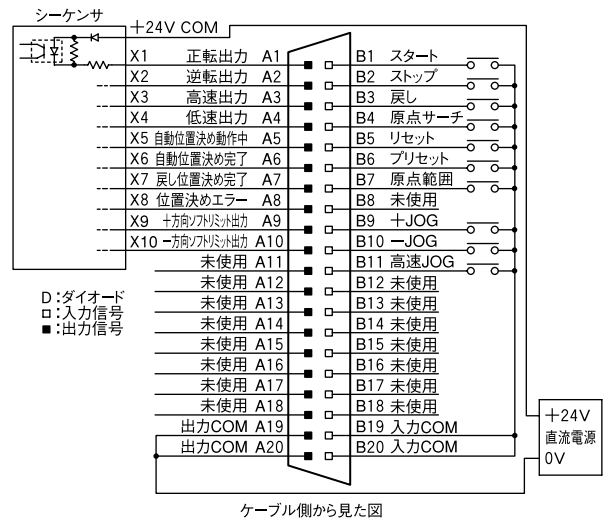 シーケンサ
+24V COM
X1 正転出力 A1 B1 スタート
X2 逆転出力 A2 B2 ストップ
X3 高速出力 A3 B3 戻し
X4 低速出力 A4 B4 原点サーチ
X5 自動位置決め動作中 A5 B5 リセット
X6 自動位置決め完了 A6 B6 プリセット
X7 戻し位置決め完了 A7 B7 原点範囲
X8 位置決めエラー A8 B8 未使用
X9 +方向ソフトリミット出力 A9 B9 +JOG
X10 −方向ソフトリミット出力 A10 B10 −JOG
未使用 A11 B11 高速JOG
未使用 A12 B12 未使用
未使用 A13 B13 未使用
未使用 A14 B14 未使用
未使用 A15 B15 未使用
未使用 A16 B16 未使用
未使用 A17 B17 未使用
未使用 A18 B18 未使用
出力COM A19 B19 入力COM
出力COM A20 B20 入力COM
D:ダイオード
□:入力信号
■:出力信号
+24V
直流電源
0V
ケーブル側から見た図